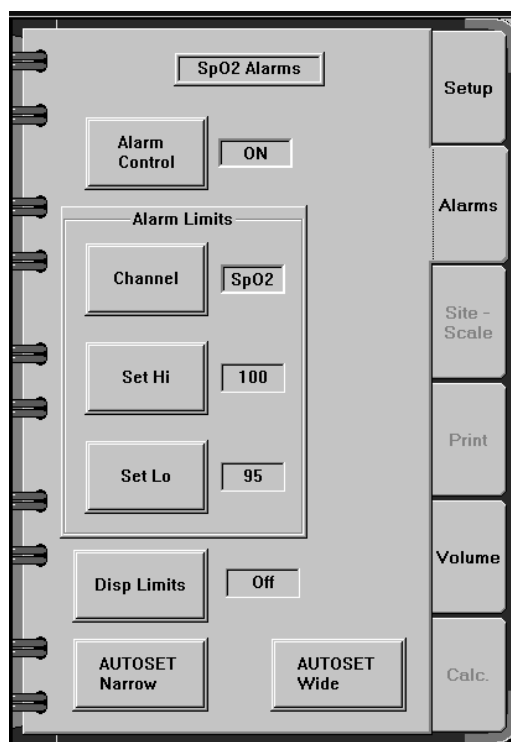 SpO2 Alarms
Alarm
Control
ON
Alarm Limits
Channel
SpO2
Set Hi
100
Set Lo
95
Disp Limits
Off
AUTOSET
Narrow
AUTOSET
Wide
Setup
Alarms
Site -
Scale
Print
Volume
Calc.